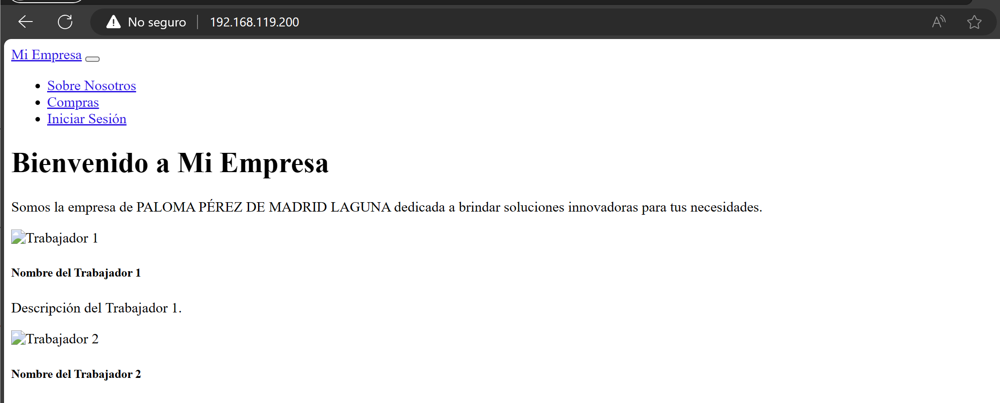 No seguro
192.168.119.200
Mi Empresa
Sobre Nosotros
Compras
Iniciar Sesión
Bienvenido a Mi Empresa
Somos la empresa de PALOMA PÉREZ DE MADRID LAGUNA dedicada a brindar soluciones innovadoras para tus necesidades.
Trabajador 1
Nombre del Trabajador 1
Descripción del Trabajador 1.
Trabajador 2
Nombre del Trabajador 2